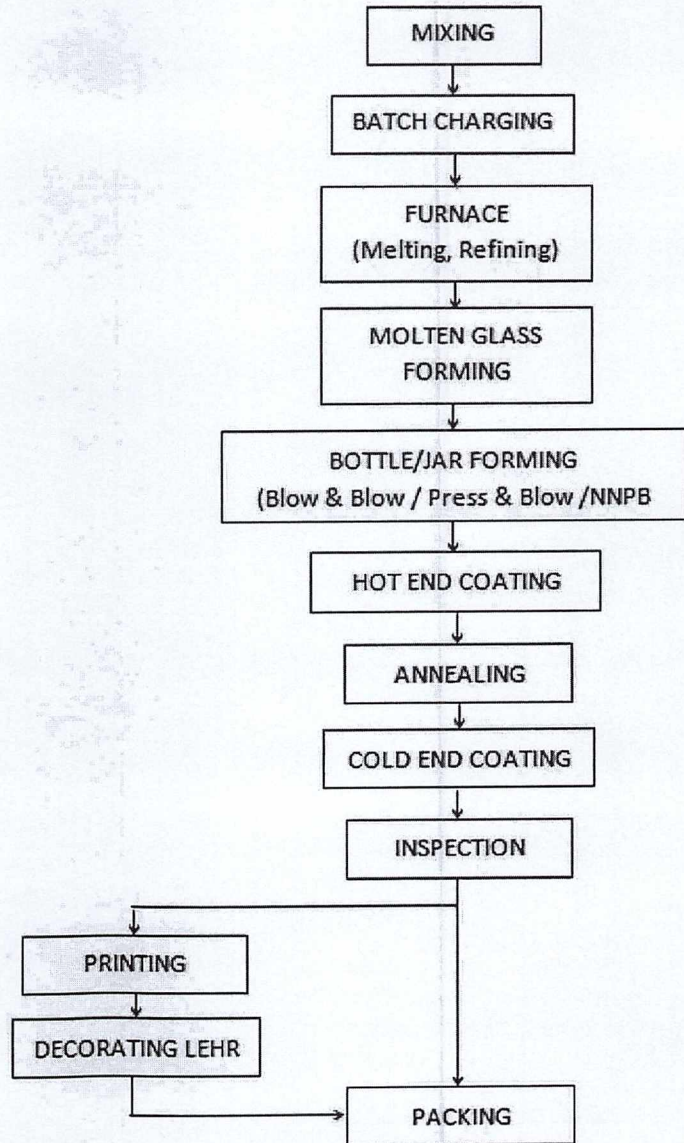 MIXING
BATCH CHARGING
FURNACE
(Melting, Refining)
MOLTEN GLASS
FORMING
BOTTLE/JAR FORMING
(Blow & Blow / Press & Blow /NNPB
HOT END COATING
ANNEALING
COLD END COATING
INSPECTION
PRINTING
DECORATING LEHR
PACKING